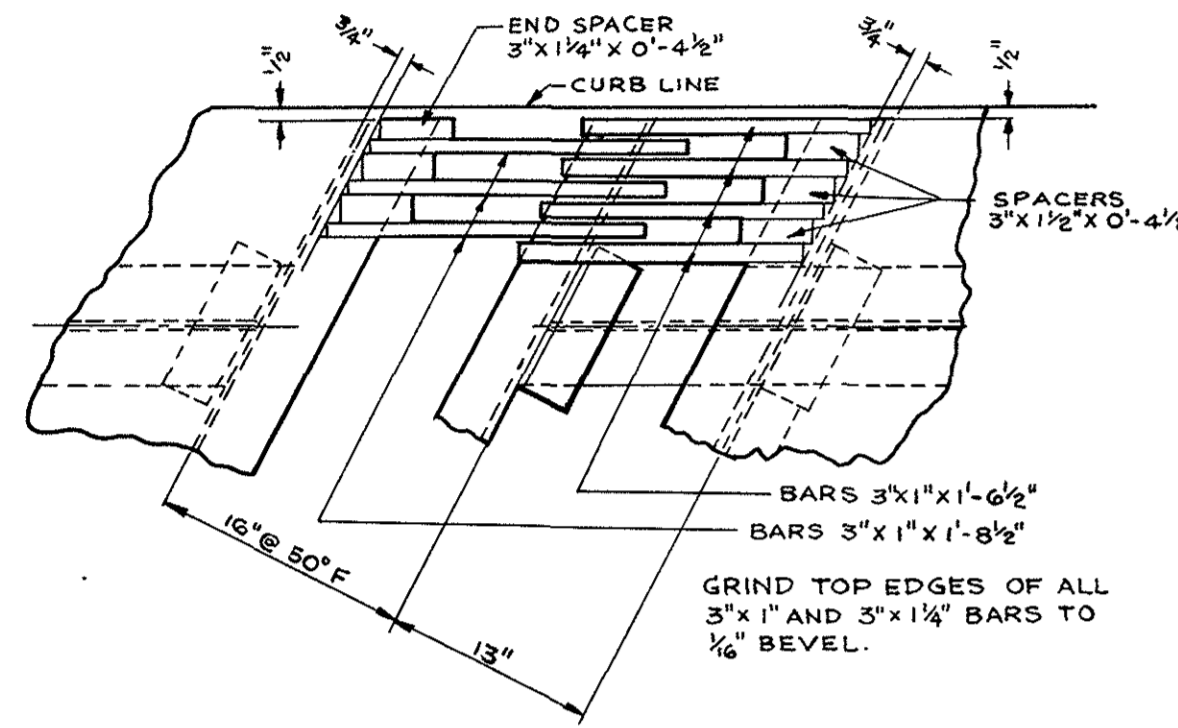 3/4"
END SPACER
3"X 1 1/4" X 0'-4 1/2"
1/2"
CURB LINE
3/4"
1/2"
SPACERS
3"X 1 1/2"X 0'-4 1/2
BARS 3"X 1"X 1'-6 1/2"
BARS 3"X 1"X 1'-8 1/2"
16"@ 50°F
13"
GRIND TOP EDGES OF ALL
3"X 1" AND 3"X 1 1/4" BARS TO
1/16" BEVEL.